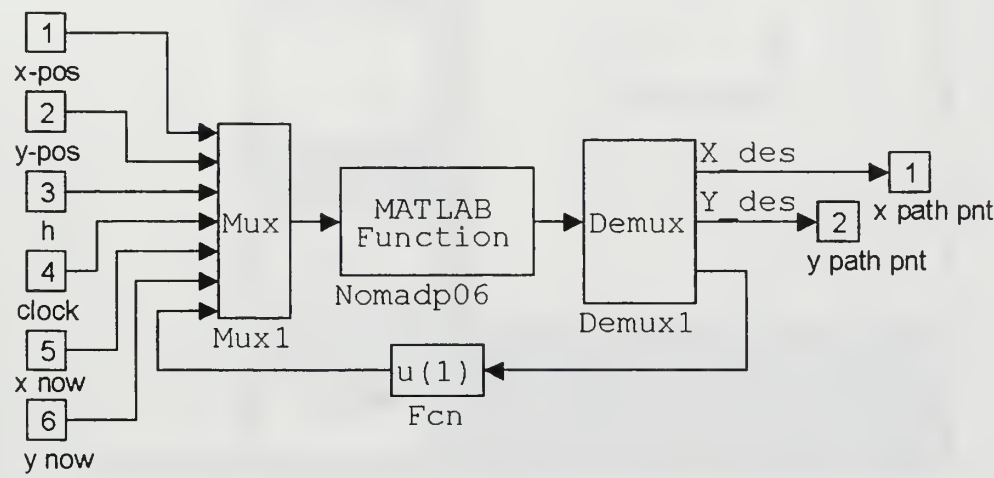 1
x-pos
2
y-pos
3
h
4
clock
5
x now
6
y now
Mux
Mux1
MATLAB
Function
Nomadp06
Demux
Demux1
X_des
Y_des
1
x path pnt
2
y path pnt
u(1)
Fcn